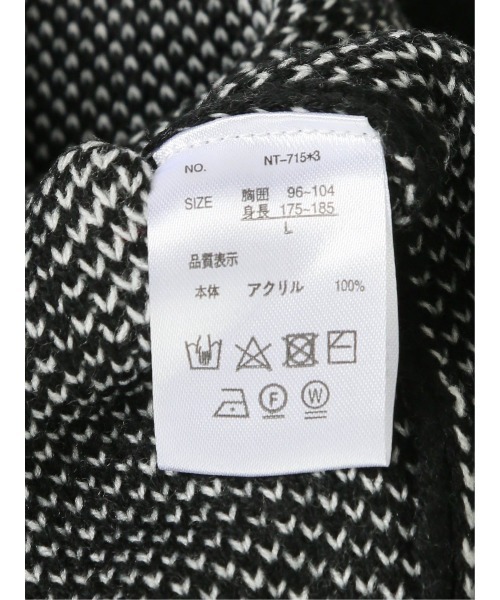 NO. NT-715*3
SIZE 胸囲 96~104
身長 175~185
L
品質表示
本体 アクリル 100%
F W